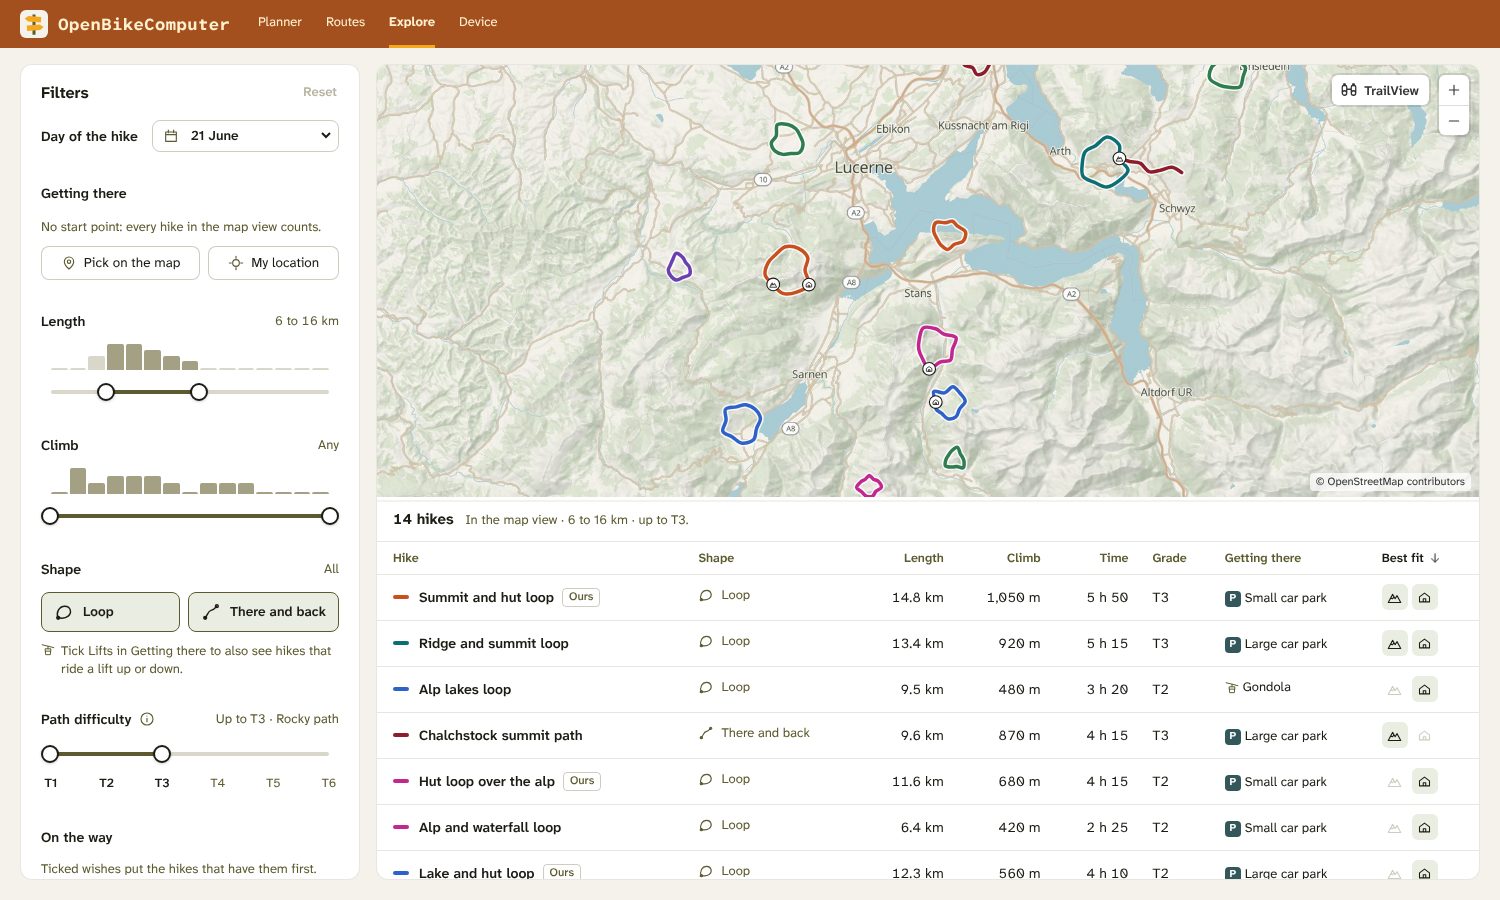 OpenBikeComputer
Planner
Routes
Explore
Device
Filters
Reset
Day of the hike
21 June
Getting there
No start point: every hike in the map view counts.
Pick on the map
My location
Length
6 to 16 km
Climb
Any
Shape
All
Loop
There and back
Tick Lifts in Getting there to also see hikes that
ride a lift up or down.
Path difficulty
Up to T3 · Rocky path
T1 T2 T3 T4 T5 T6
On the way
Ticked wishes put the hikes that have them first.
A2
TrailView
+
−
Ebikon
Küssnacht am Rigi
Arth
Lucerne
10
Schwyz
A2
A8
Stans
A2
Sarnen
Altdorf UR
A8
© OpenStreetMap contributors
14 hikes In the map view · 6 to 16 km · up to T3.
Hike Shape Length Climb Time Grade Getting there Best fit ↓
Summit and hut loop Ours Loop 14.8 km 1,050 m 5 h 50 T3 P Small car park
Ridge and summit loop Loop 13.4 km 920 m 5 h 15 T3 P Large car park
Alp lakes loop Loop 9.5 km 480 m 3 h 20 T2 Gondola
Chalchstock summit path There and back 9.6 km 870 m 4 h 15 T3 P Large car park
Hut loop over the alp Ours Loop 11.6 km 680 m 4 h 15 T2 P Small car park
Alp and waterfall loop Loop 6.4 km 420 m 2 h 25 T2 P Small car park
Lake and hut loop Ours Loop 12.3 km 560 m 4 h 10 T2 P Large car park